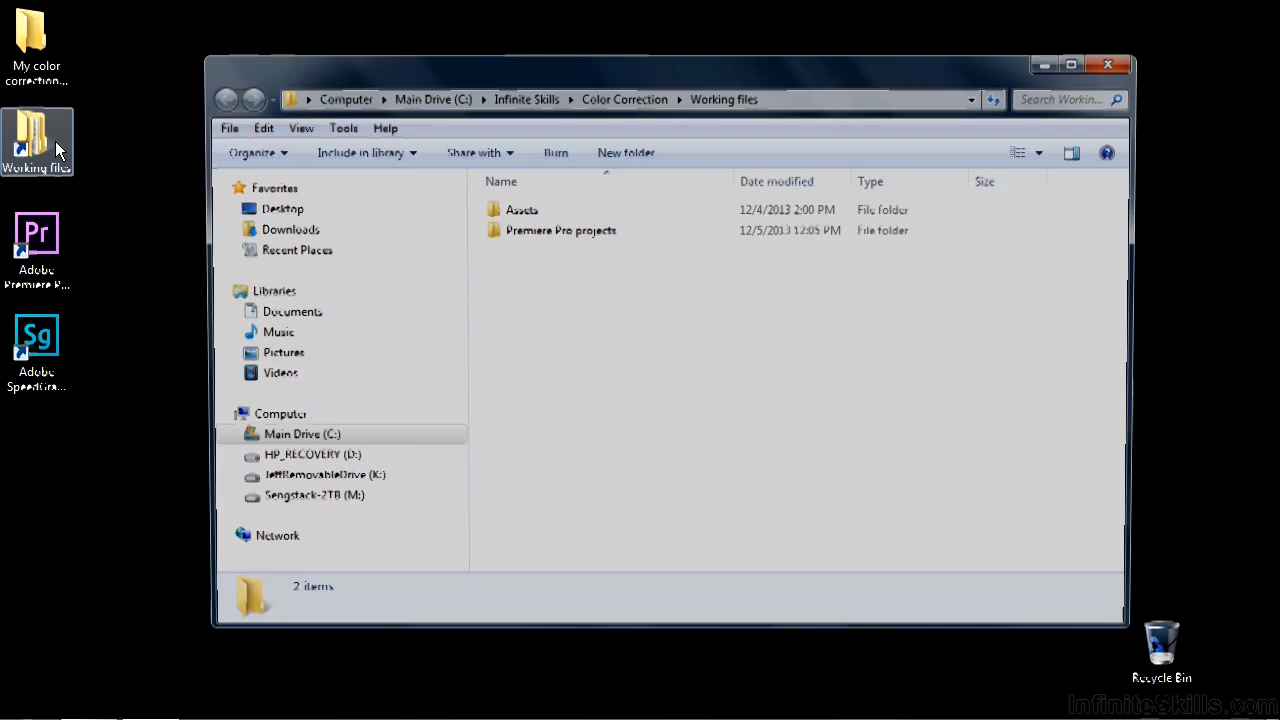 My color
correction...
Working files
Adobe
Premiere P...
Adobe
SpeedGra...
Computer
Main Drive (C:)
Infinite Skills
Color Correction
Working files
Search Workin...
File Edit View Tools Help
Organize Include in library Share with Burn New folder
Name Date modified Type Size
Assets 12/4/2013 2:00 PM File folder
Premiere Pro projects 12/5/2013 12:05 PM File folder
Favorites
Desktop
Downloads
Recent Places
Libraries
Documents
Music
Pictures
Videos
Computer
Main Drive (C:)
HP_RECOVERY (D:)
JeffRemovableDrive (K:)
Sengstack-2TB (M:)
Network
2 items
Recycle Bin
InfiniteSkills.com